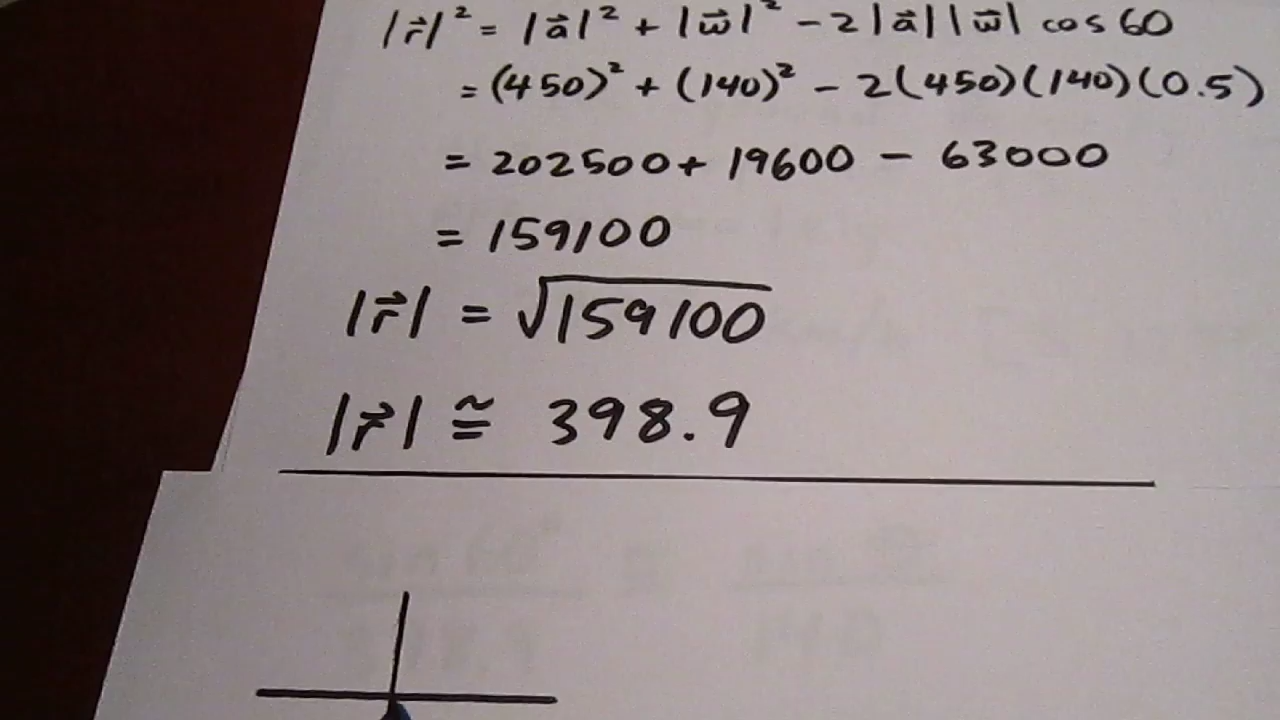 |r⃗|² = |a⃗|² + |w⃗|² − 2|a⃗||w⃗| cos 60
= (450)² + (140)² − 2(450)(140)(0.5)
= 202500 + 19600 − 63000
= 159100
|r⃗| = √159100
|r⃗| ≅ 398.9